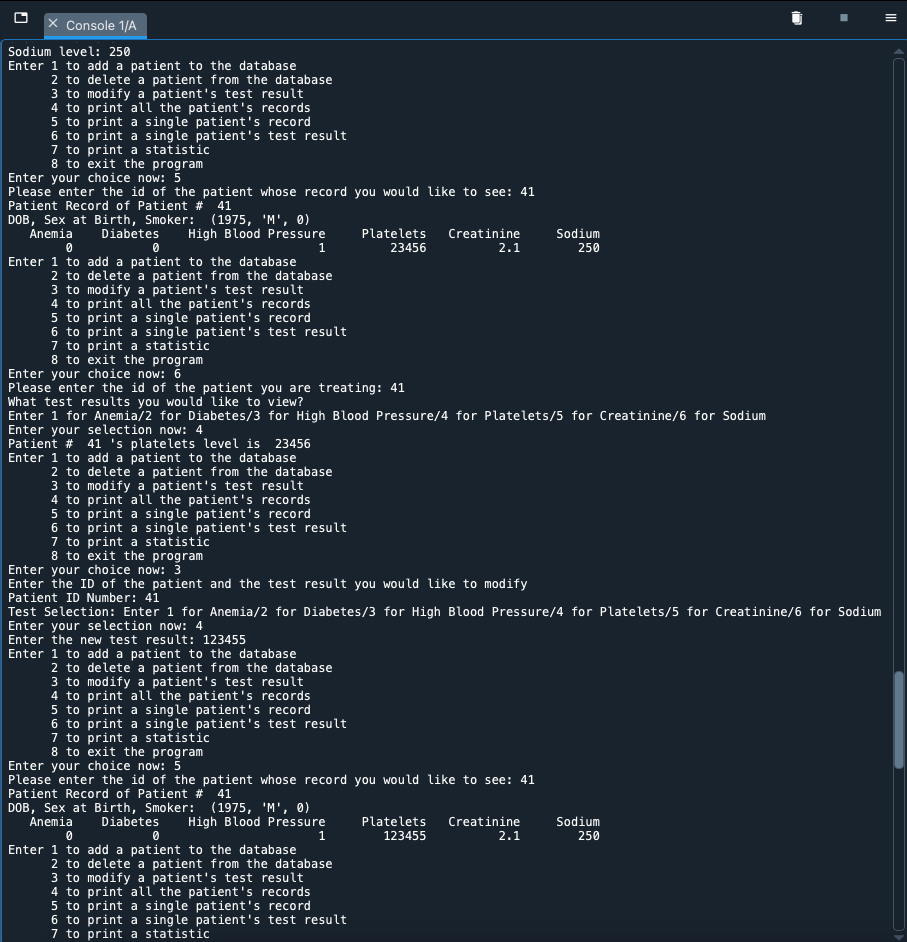 Console 1/A
Sodium level: 250
Enter 1 to add a patient to the database
      2 to delete a patient from the database
      3 to modify a patient's test result
      4 to print all the patient's records
      5 to print a single patient's record
      6 to print a single patient's test result
      7 to print a statistic
      8 to exit the program
Enter your choice now: 5
Please enter the id of the patient whose record you would like to see: 41
Patient Record of Patient #  41
DOB, Sex at Birth, Smoker:  (1975, 'M', 0)
   Anemia    Diabetes    High Blood Pressure     Platelets   Creatinine     Sodium
        0           0                      1         23456          2.1        250
Enter 1 to add a patient to the database
      2 to delete a patient from the database
      3 to modify a patient's test result
      4 to print all the patient's records
      5 to print a single patient's record
      6 to print a single patient's test result
      7 to print a statistic
      8 to exit the program
Enter your choice now: 6
Please enter the id of the patient you are treating: 41
What test results you would like to view?
Enter 1 for Anemia/2 for Diabetes/3 for High Blood Pressure/4 for Platelets/5 for Creatinine/6 for Sodium
Enter your selection now: 4
Patient #  41 's platelets level is  23456
Enter 1 to add a patient to the database
      2 to delete a patient from the database
      3 to modify a patient's test result
      4 to print all the patient's records
      5 to print a single patient's record
      6 to print a single patient's test result
      7 to print a statistic
      8 to exit the program
Enter your choice now: 3
Enter the ID of the patient and the test result you would like to modify
Patient ID Number: 41
Test Selection: Enter 1 for Anemia/2 for Diabetes/3 for High Blood Pressure/4 for Platelets/5 for Creatinine/6 for Sodium
Enter your selection now: 4
Enter the new test result: 123455
Enter 1 to add a patient to the database
      2 to delete a patient from the database
      3 to modify a patient's test result
      4 to print all the patient's records
      5 to print a single patient's record
      6 to print a single patient's test result
      7 to print a statistic
      8 to exit the program
Enter your choice now: 5
Please enter the id of the patient whose record you would like to see: 41
Patient Record of Patient #  41
DOB, Sex at Birth, Smoker:  (1975, 'M', 0)
   Anemia    Diabetes    High Blood Pressure     Platelets   Creatinine     Sodium
        0           0                      1        123455          2.1        250
Enter 1 to add a patient to the database
      2 to delete a patient from the database
      3 to modify a patient's test result
      4 to print all the patient's records
      5 to print a single patient's record
      6 to print a single patient's test result
      7 to print a statistic